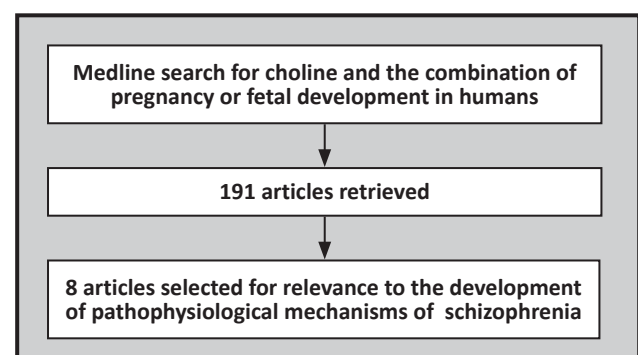 Medline search for choline and the combination of
pregnancy or fetal development in humans
191 articles retrieved
8 articles selected for relevance to the development
of pathophysiological mechanisms of schizophrenia